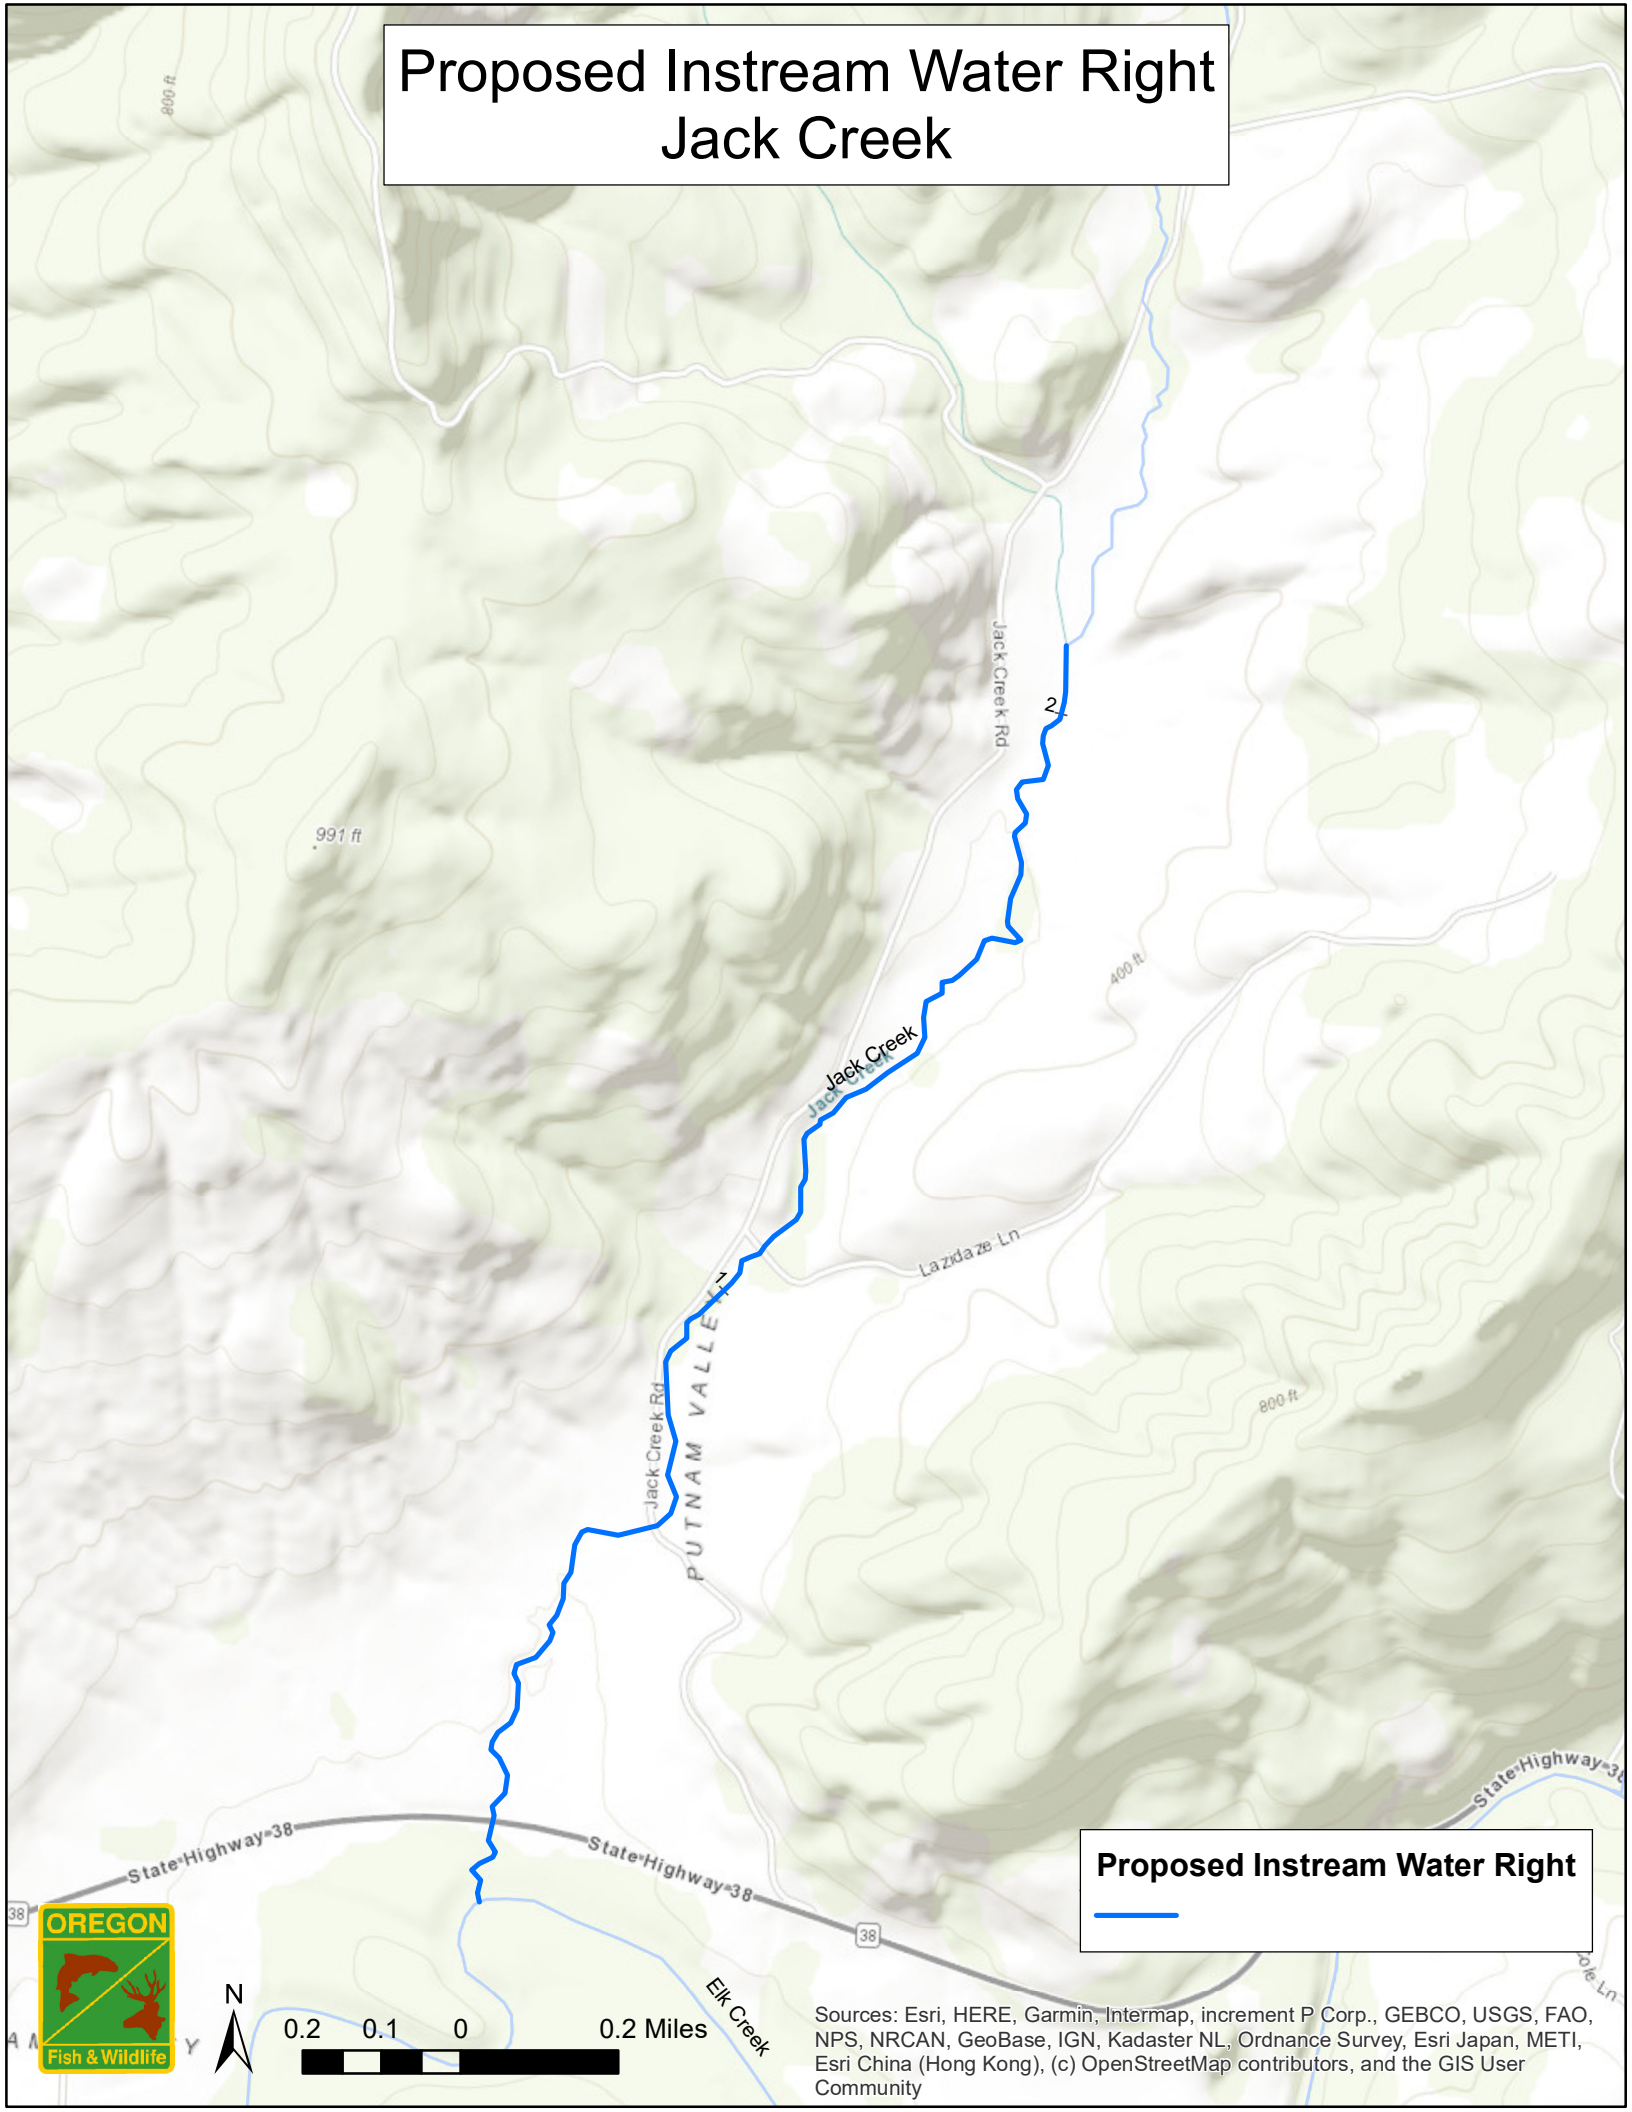 Proposed Instream Water Right
Jack Creek
800 ft
Jack Creek Rd
2
991 ft
400 ft
Jack Creek
Jack Creek
Lazidaze Ln
1
PUTNAM VALLEY
Jack Creek Rd
800 ft
State Highway 38
State Highway 38
State Highway 38
38
38
Proposed Instream Water Right
OREGON
Fish & Wildlife
N
0.2 0.1 0 0.2 Miles
Elk Creek
Sources: Esri, HERE, Garmin, Intermap, increment P Corp., GEBCO, USGS, FAO,
NPS, NRCAN, GeoBase, IGN, Kadaster NL, Ordnance Survey, Esri Japan, METI,
Esri China (Hong Kong), (c) OpenStreetMap contributors, and the GIS User
Community